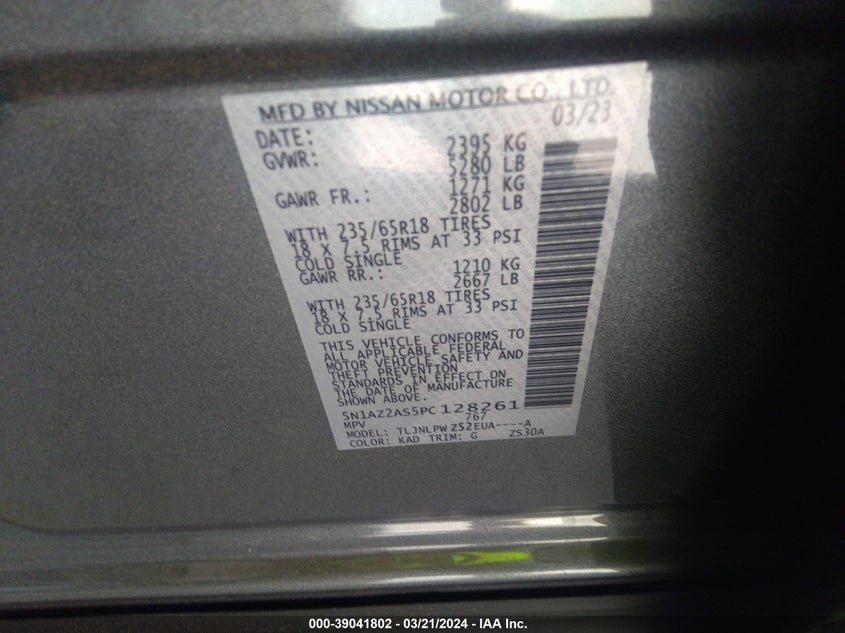 MFD BY NISSAN MOTOR CO., LTD.
DATE: 03/23
GVWR: 2395 KG
5280 LB
GAWR FR.: 1271 KG
2802 LB
WITH 235/65R18 TIRES
18 X 7.5 RIMS AT 33 PSI
COLD SINGLE
GAWR RR.: 1210 KG
2667 LB
WITH 235/65R18 TIRES
18 X 7.5 RIMS AT 33 PSI
COLD SINGLE
THIS VEHICLE CONFORMS TO
ALL APPLICABLE FEDERAL
MOTOR VEHICLE SAFETY AND
THEFT PREVENTION
STANDARDS IN EFFECT ON
THE DATE OF MANUFACTURE
SHOWN ABOVE.
5N1AZ2AS5PC128261
MPV 767
MODEL: TLJNLPWZ52EUA----A
COLOR: KAD TRIM: G ZS30A
000-39041802 — 03/21/2024 — IAA Inc.